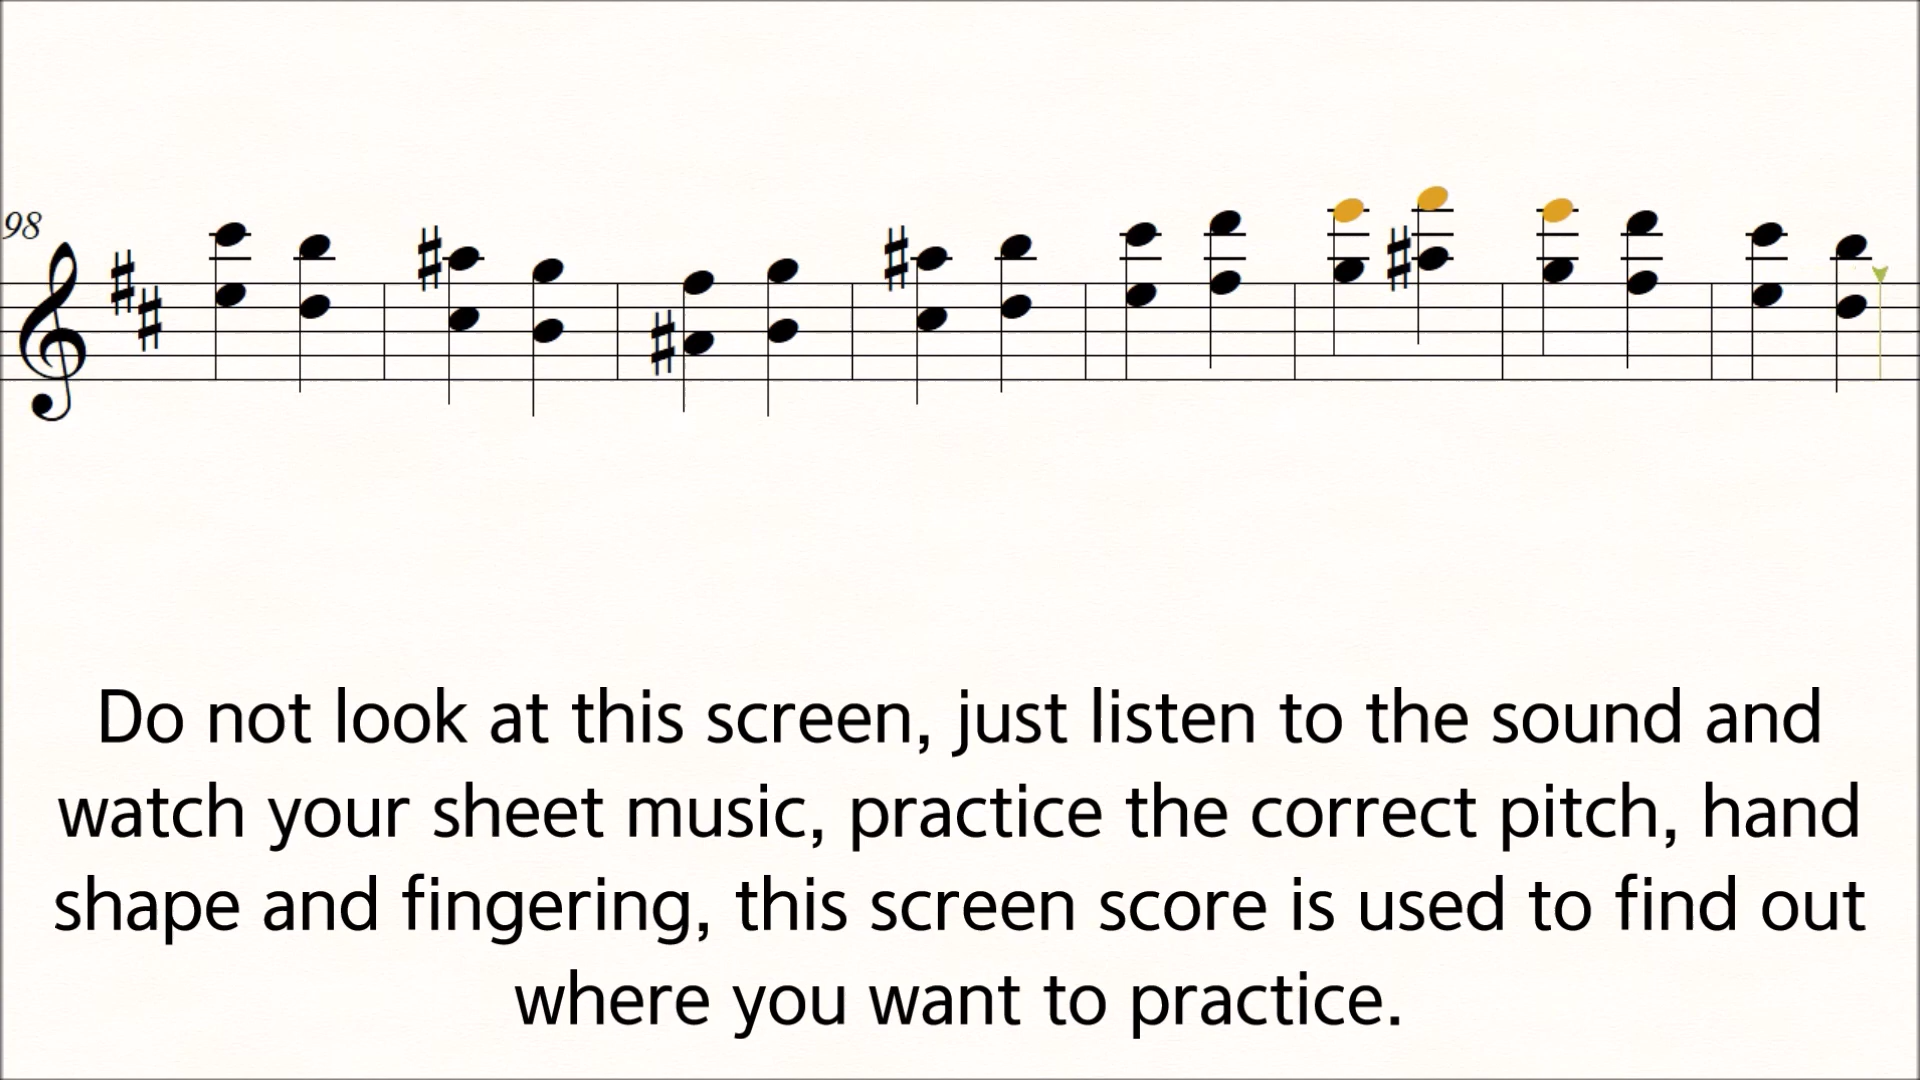 98
Do not look at this screen, just listen to the sound and
watch your sheet music, practice the correct pitch, hand
shape and fingering, this screen score is used to find out
where you want to practice.